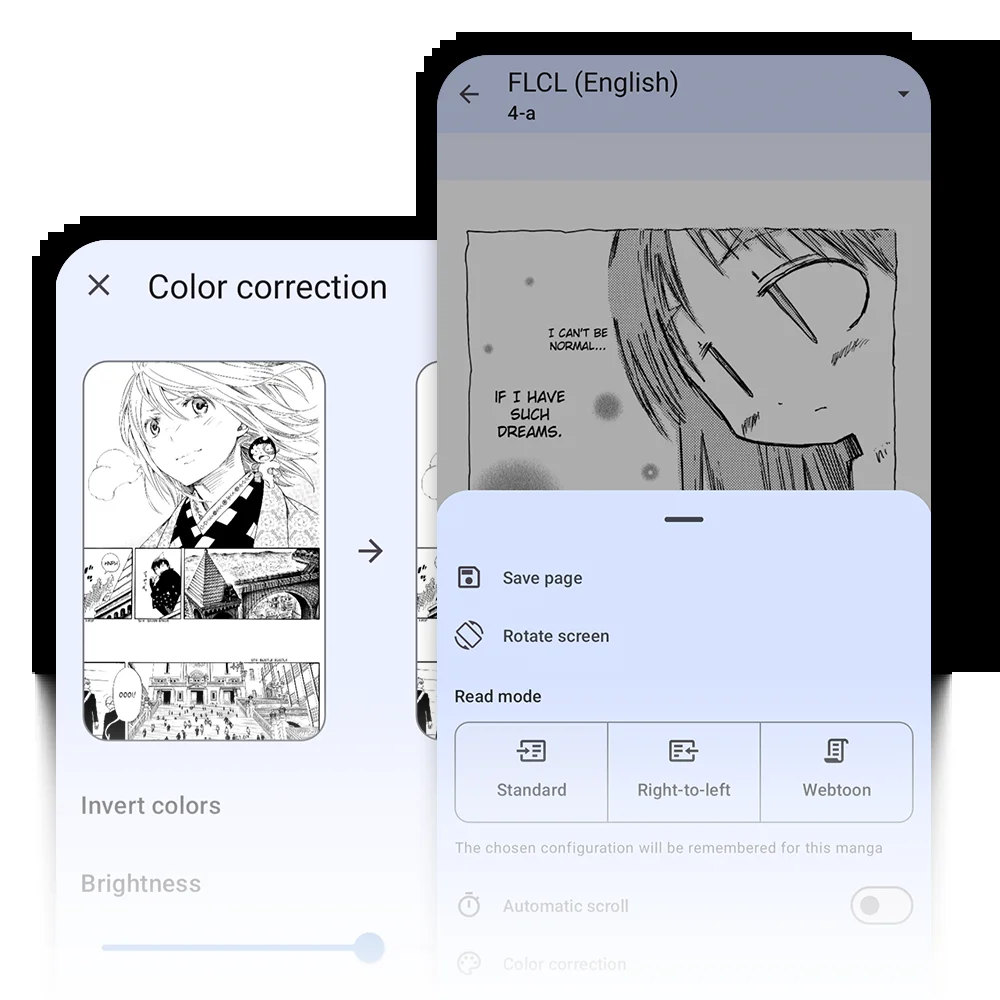 FLCL (English)
4-a
I CAN'T BE
NORMAL...
IF I HAVE
SUCH
DREAMS.
Color correction
OOO!!
Invert colors
Brightness
Save page
Rotate screen
Read mode
Standard
Right-to-left
Webtoon
The chosen configuration will be remembered for this manga
Automatic scroll
Color correction